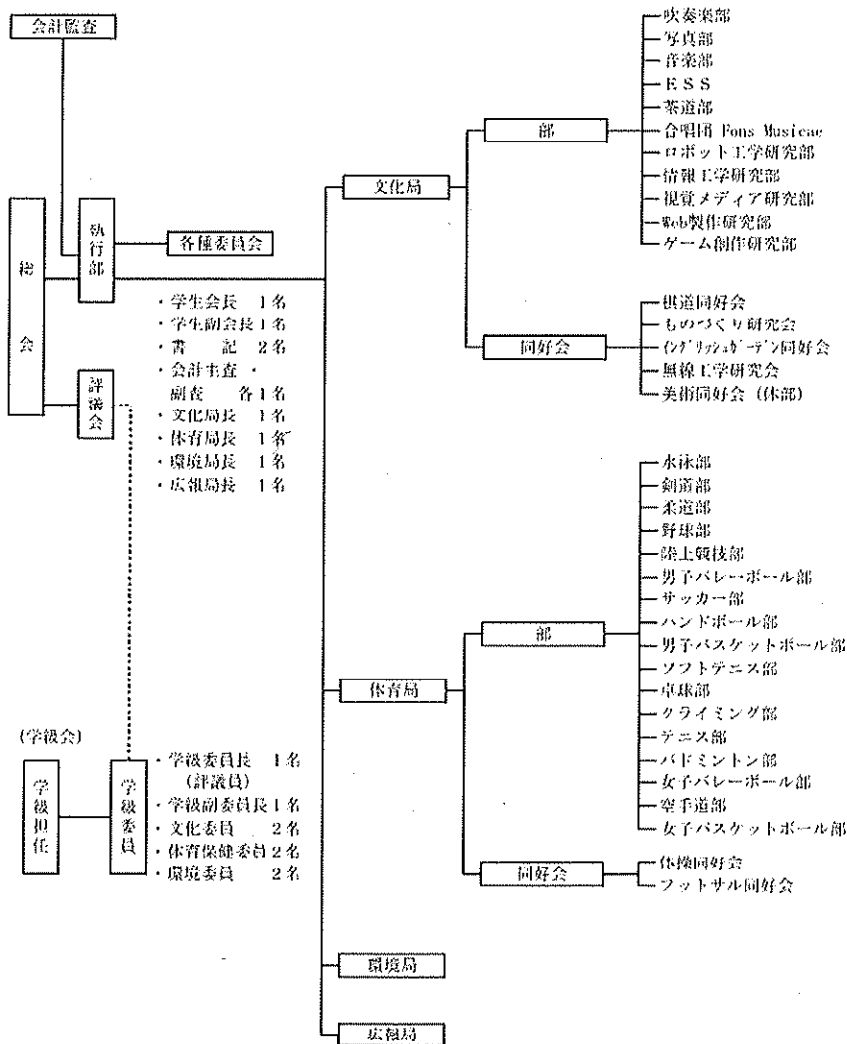 会計監査
総会
執行部
各種委員会
・学生会長 1名
・学生副会長1名
・書 記 2名
・会計主査・
副査 各1名
・文化局長 1名
・体育局長 1名
・環境局長 1名
・広報局長 1名
評議会
(学級会)
学級担任
学級委員
・学級委員長 1名
(評議員)
・学級副委員長1名
・文化委員 2名
・体育保健委員2名
・環境委員 2名
文化局
部
吹奏楽部
写真部
音楽部
ESS
茶道部
合唱団 Fons Musicae
ロボット工学研究部
情報工学研究部
視覚メディア研究部
Web製作研究部
ゲーム創作研究部
同好会
棋道同好会
ものづくり研究会
イングリッシュガーデン同好会
無線工学研究会
美術同好会(休部)
体育局
部
水泳部
剣道部
柔道部
野球部
陸上競技部
男子バレーボール部
サッカー部
ハンドボール部
男子バスケットボール部
ソフトテニス部
卓球部
クライミング部
テニス部
バドミントン部
女子バレーボール部
空手道部
女子バスケットボール部
同好会
体操同好会
フットサル同好会
環境局
広報局